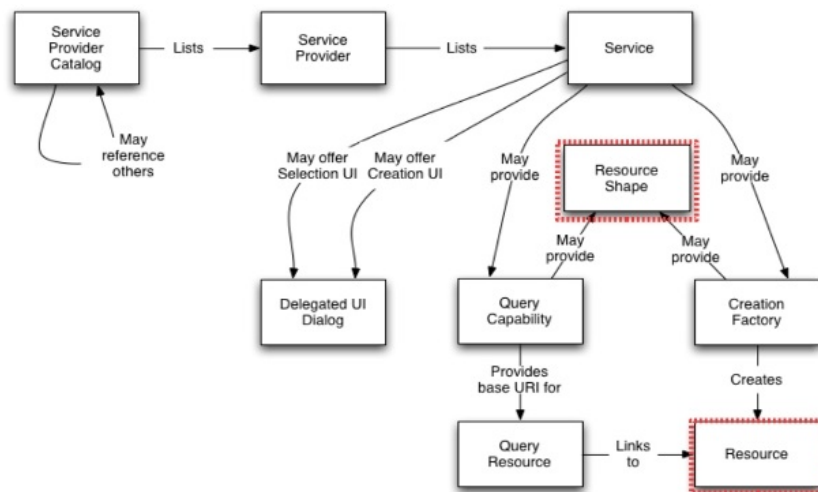 Service
Provider
Catalog
Lists
Service
Provider
Lists
Service
May
reference
others
May offer
Selection UI
May offer
Creation UI
May
provide
Resource
Shape
May
provide
May
provide
May
provide
Delegated UI
Dialog
Query
Capability
Creation
Factory
Provides
base URI for
Creates
Query
Resource
Links
to
Resource